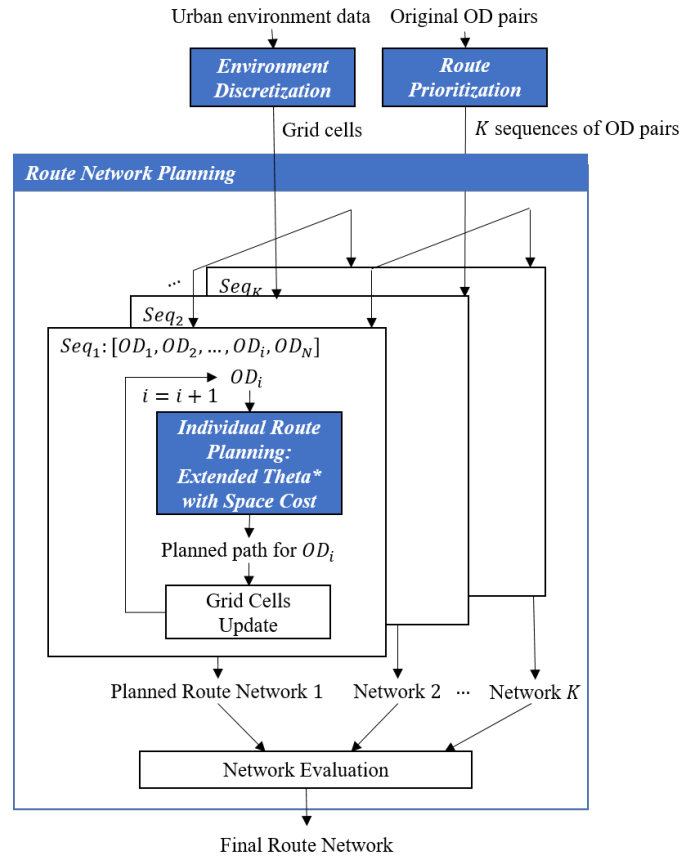 Urban environment data
Original OD pairs
Environment
Discretization
Route
Prioritization
Grid cells
K sequences of OD pairs
Route Network Planning
...
Seq_K
Seq_2
Seq_1: [OD_1, OD_2, ..., OD_i, OD_N]
OD_i
i = i + 1
Individual Route
Planning:
Extended Theta*
with Space Cost
Planned path for OD_i
Grid Cells
Update
Planned Route Network 1
Network 2
...
Network K
Network Evaluation
Final Route Network